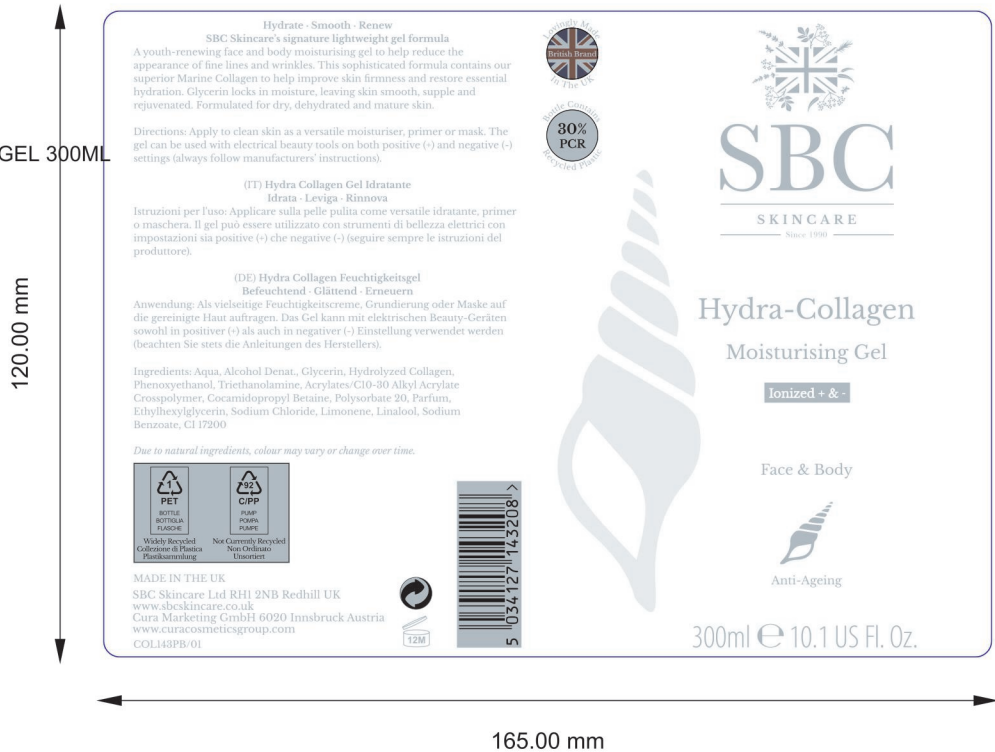 Hydrate · Smooth · Renew
SBC Skincare's signature lightweight gel formula
A youth-renewing face and body moisturising gel to help reduce the
appearance of fine lines and wrinkles. This sophisticated formula contains our
superior Marine Collagen to help improve skin firmness and restore essential
hydration. Glycerin locks in moisture, leaving skin smooth, supple and
rejuvenated. Formulated for dry, dehydrated and mature skin.
Directions: Apply to clean skin as a versatile moisturiser, primer or mask. The
gel can be used with electrical beauty tools on both positive (+) and negative (-)
settings (always follow manufacturers' instructions).
(IT) Hydra Collagen Gel Idratante
Idrata · Leviga · Rinnova
Istruzioni per l'uso: Applicare sulla pelle pulita come versatile idratante, primer
o maschera. Il gel può essere utilizzato con strumenti di bellezza elettrici con
impostazioni sia positive (+) che negative (-) (seguire sempre le istruzioni del
produttore).
(DE) Hydra Collagen Feuchtigkeitsgel
Befeuchtend · Glättend · Erneuern
Anwendung: Als vielseitige Feuchtigkeitscreme, Grundierung oder Maske auf
die gereinigte Haut auftragen. Das Gel kann mit elektrischen Beauty-Geräten
sowohl in positiver (+) als auch in negativer (-) Einstellung verwendet werden
(beachten Sie stets die Anleitungen des Herstellers).
Ingredients: Aqua, Alcohol Denat., Glycerin, Hydrolyzed Collagen,
Phenoxyethanol, Triethanolamine, Acrylates/C10-30 Alkyl Acrylate
Crosspolymer, Cocamidopropyl Betaine, Polysorbate 20, Parfum,
Ethylhexylglycerin, Sodium Chloride, Limonene, Linalool, Sodium
Benzoate, CI 17200
Due to natural ingredients, colour may vary or change over time.
1
PET
BOTTLE
BOTTIGLIA
FLASCHE
Widely Recycled
Collezione di Plastica
Plastiksammlung
92
C/PP
PUMP
POMPA
PUMPE
Not Currently Recycled
Non Ordinato
Unsortiert
MADE IN THE UK
SBC Skincare Ltd RH1 2NB Redhill UK
www.sbcskincare.co.uk
Cura Marketing GmbH 6020 Innsbruck Austria
www.curacosmeticsgroup.com
COL143PB/01
12M
5 034127 143208 >
Lovingly Made
British Brand
In The UK
Bottle Contains
30%
PCR
Recycled Plastic
SBC
SKINCARE
Since 1990
Hydra-Collagen
Moisturising Gel
Ionized + & -
Face & Body
Anti-Ageing
300ml ℮ 10.1 US Fl. Oz.
GEL 300ML
120.00 mm
165.00 mm